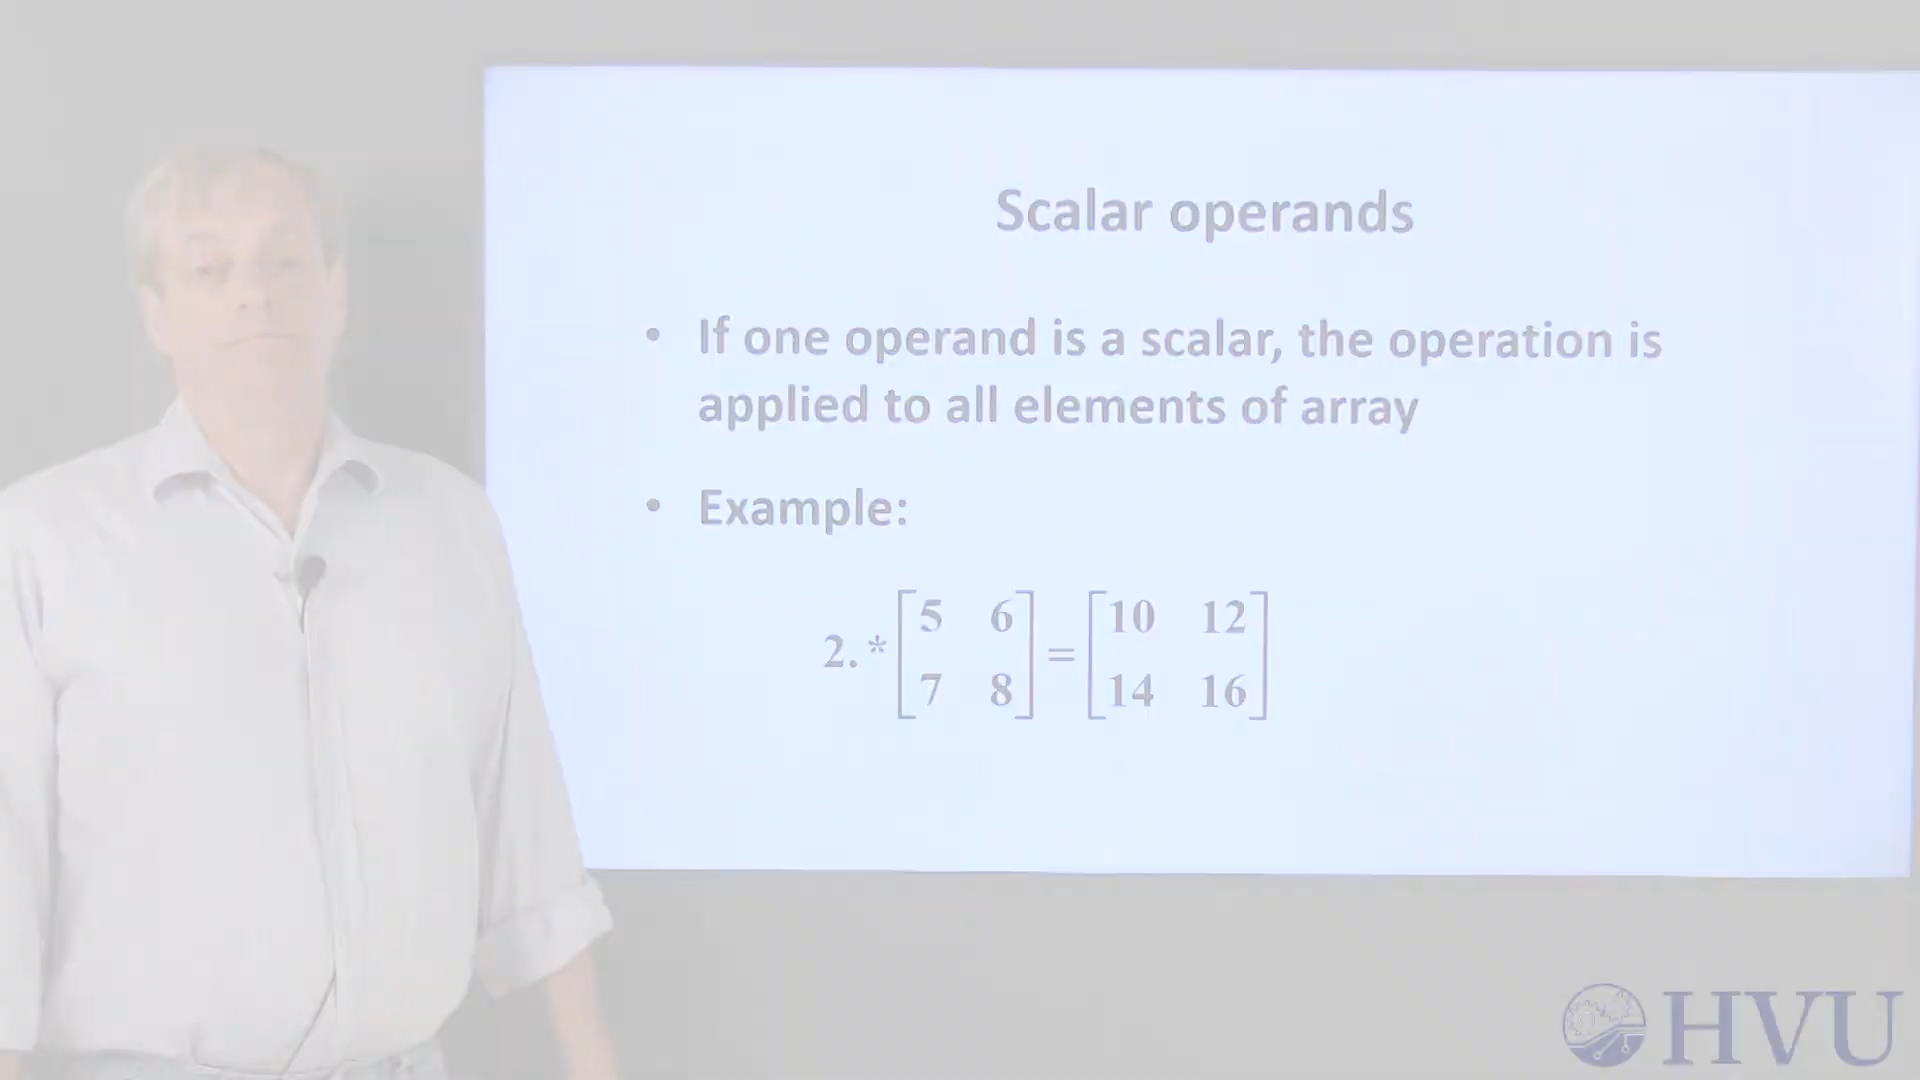 Scalar operands
• If one operand is a scalar, the operation is
applied to all elements of array
• Example:
2.*[5 6; 7 8]=[10 12; 14 16]
HVU